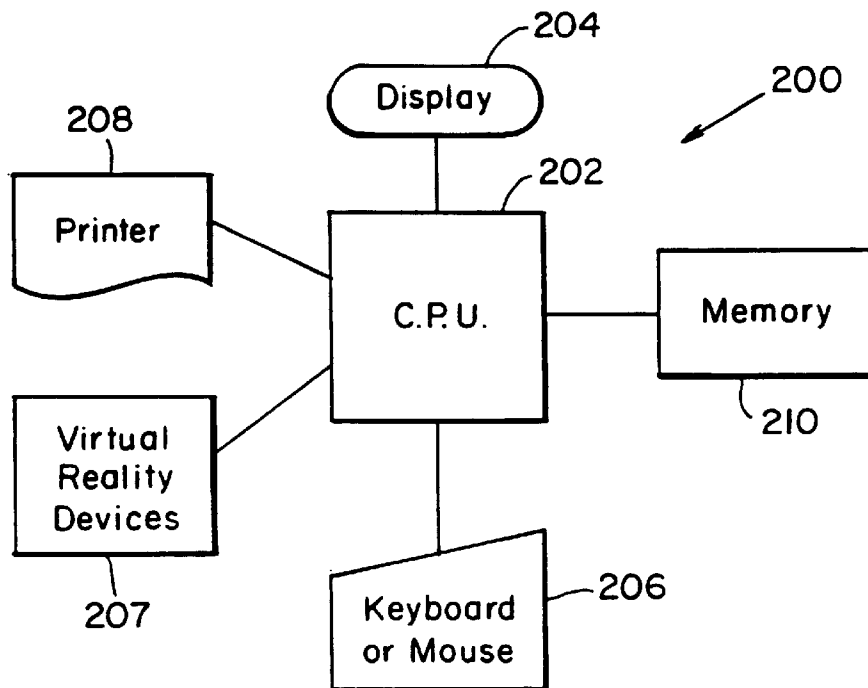 204
Display
200
208
202
Printer
C.P.U.
Memory
210
Virtual
Reality
Devices
207
206
Keyboard
or Mouse